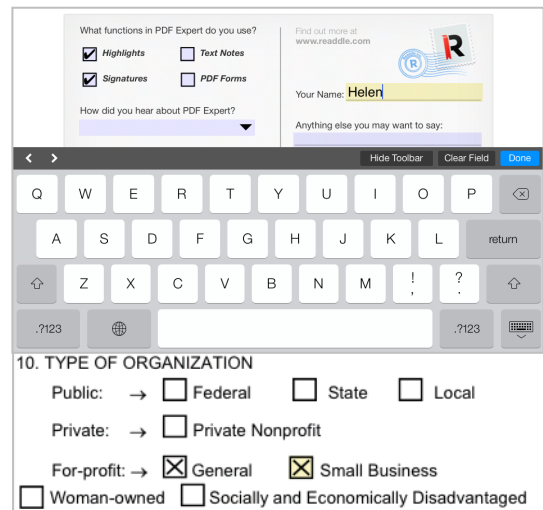 What functions in PDF Expert do you use?
Highlights Text Notes
Signatures PDF Forms
How did you hear about PDF Expert?
Find out more at
www.readdle.com
R
R
Your Name: Helen
Anything else you may want to say:
Hide Toolbar Clear Field Done
Q W E R T Y U I O P
A S D F G H J K L return
Z X C V B N M ! , ? .
.?123 .?123
10. TYPE OF ORGANIZATION
Public: → Federal State Local
Private: → Private Nonprofit
For-profit: → General Small Business
Woman-owned Socially and Economically Disadvantaged